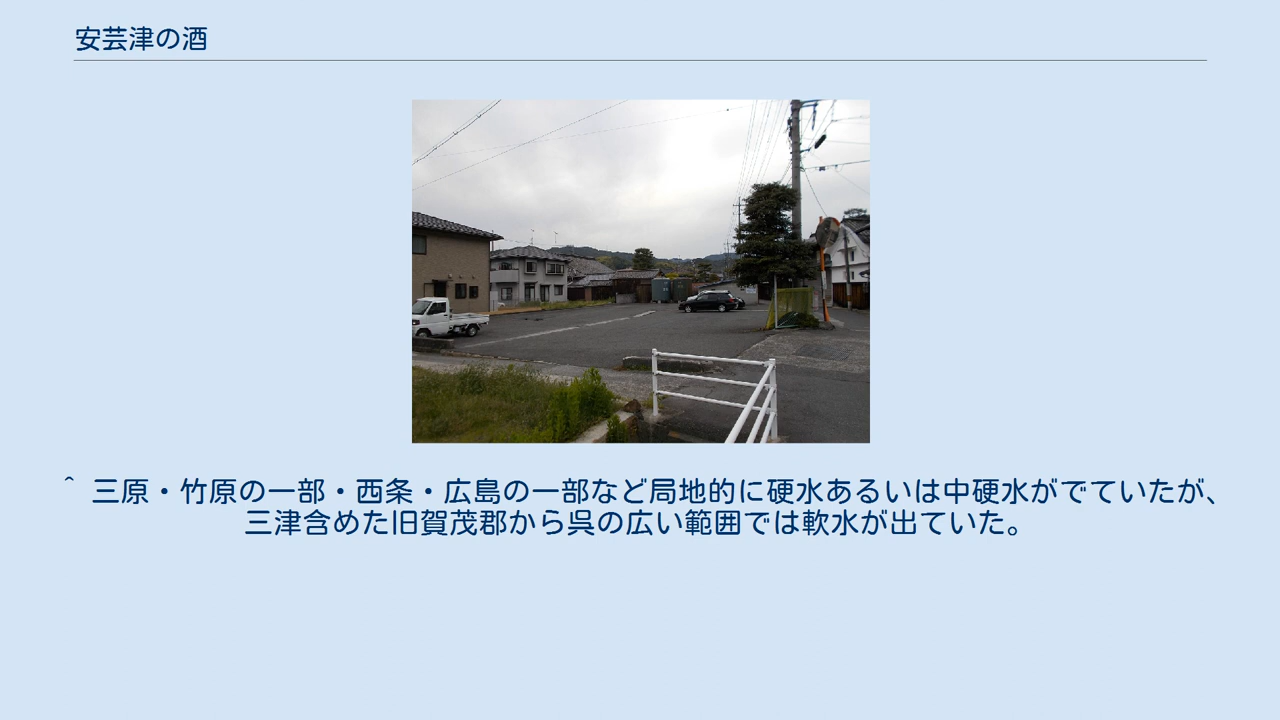 安芸津の酒
^ 三原・竹原の一部・西条・広島の一部など局地的に硬水あるいは中硬水がでていたが、
三津含めた旧賀茂郡から呉の広い範囲では軟水が出ていた。